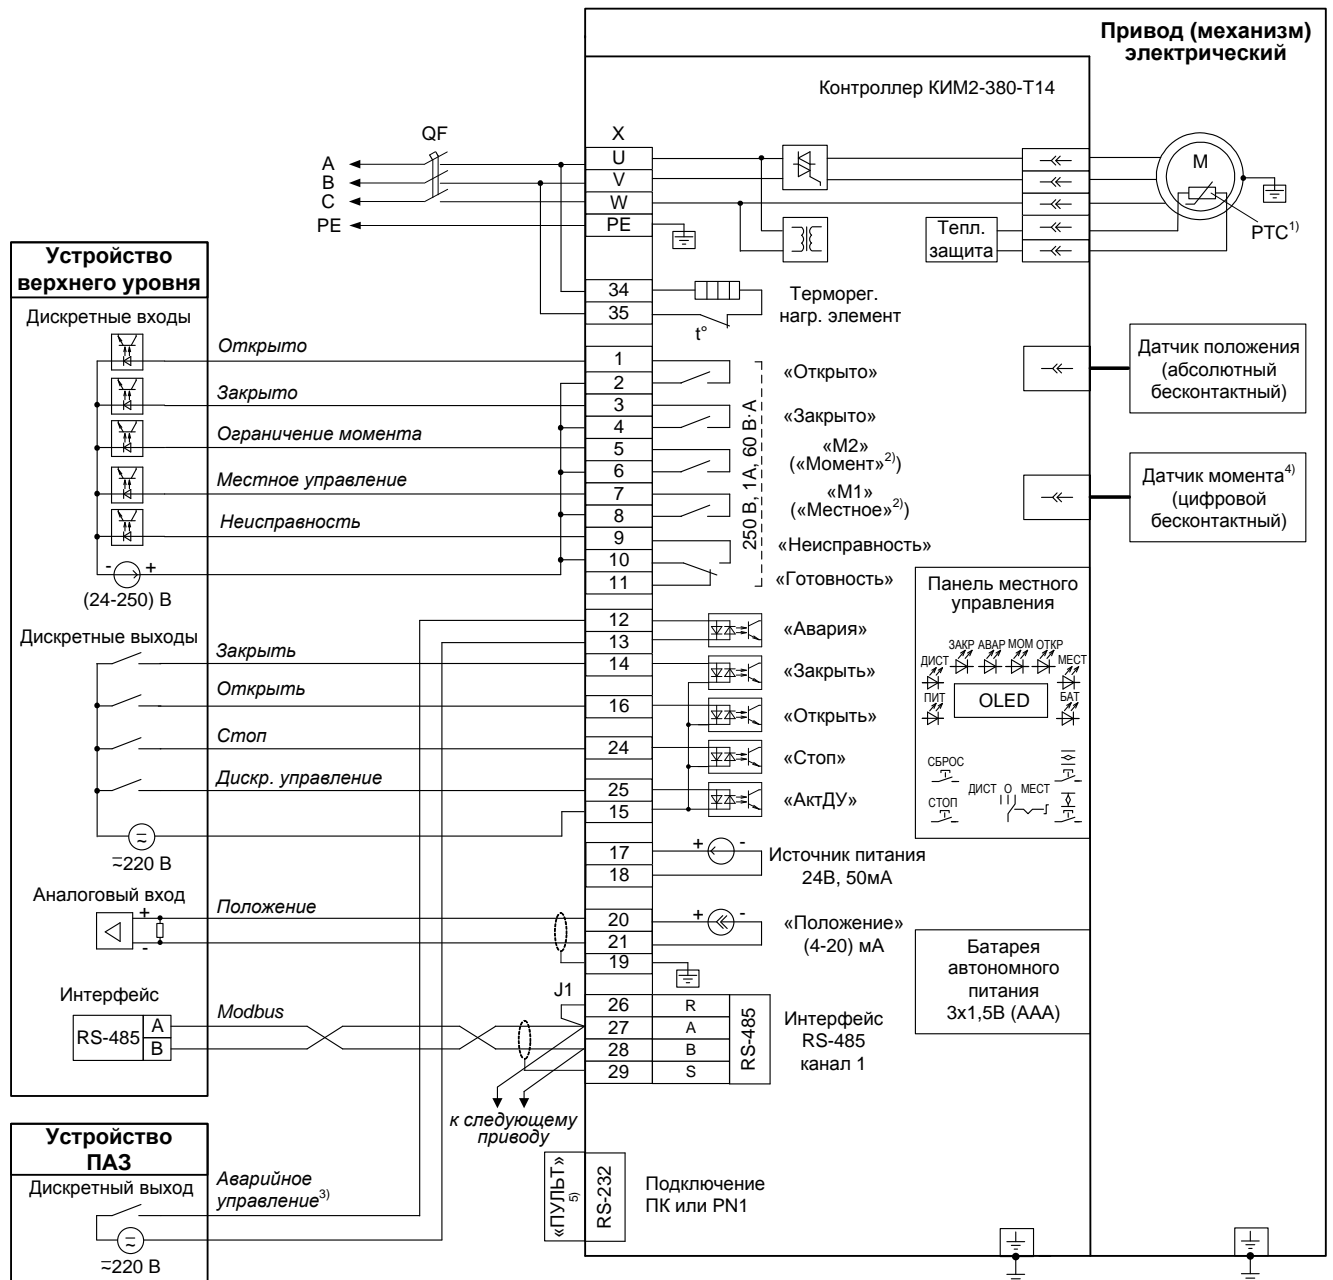 Привод (механизм)
электрический
Контроллер КИМ2-380-Т14
QF
X
A
B
C
PE
U
V
W
PE
M
PTC1)
Тепл.
защита
Устройство
верхнего уровня
Дискретные входы
34
35
t°
Терморег.
нагр. элемент
Открыто
Закрыто
Ограничение момента
Местное управление
Неисправность
- +
(24-250) В
1
2
3
4
5
6
7
8
9
10
11
250 В, 1А, 60 В·А
«Открыто»
«Закрыто»
«М2»
(«Момент»2))
«М1»
(«Местное»2))
«Неисправность»
«Готовность»
Датчик положения
(абсолютный
бесконтактный)
Датчик момента4)
(цифровой
бесконтактный)
Дискретные выходы
Закрыть
Открыть
Стоп
Дискр. управление
≂220 В
12
13
14
16
24
25
15
«Авария»
«Закрыть»
«Открыть»
«Стоп»
«АктДУ»
Панель местного
управления
ЗАКР АВАР МОМ ОТКР
ДИСТ
МЕСТ
ПИТ
OLED
БАТ
СБРОС
ДИСТ О МЕСТ
СТОП
17
18
+ -
Источник питания
24В, 50мА
Аналоговый вход
+
-
Положение
20
21
19
+ -
«Положение»
(4-20) мА
Батарея
автономного
питания
3x1,5В (ААА)
Интерфейс
RS-485
A
B
Modbus
J1
26
27
28
29
R
A
B
S
RS-485
Интерфейс
RS-485
канал 1
к следующему
приводу
Устройство
ПАЗ
Дискретный выход
Аварийное
управление3)
≂220 В
«ПУЛЬТ»
5)
RS-232
Подключение
ПК или PN1